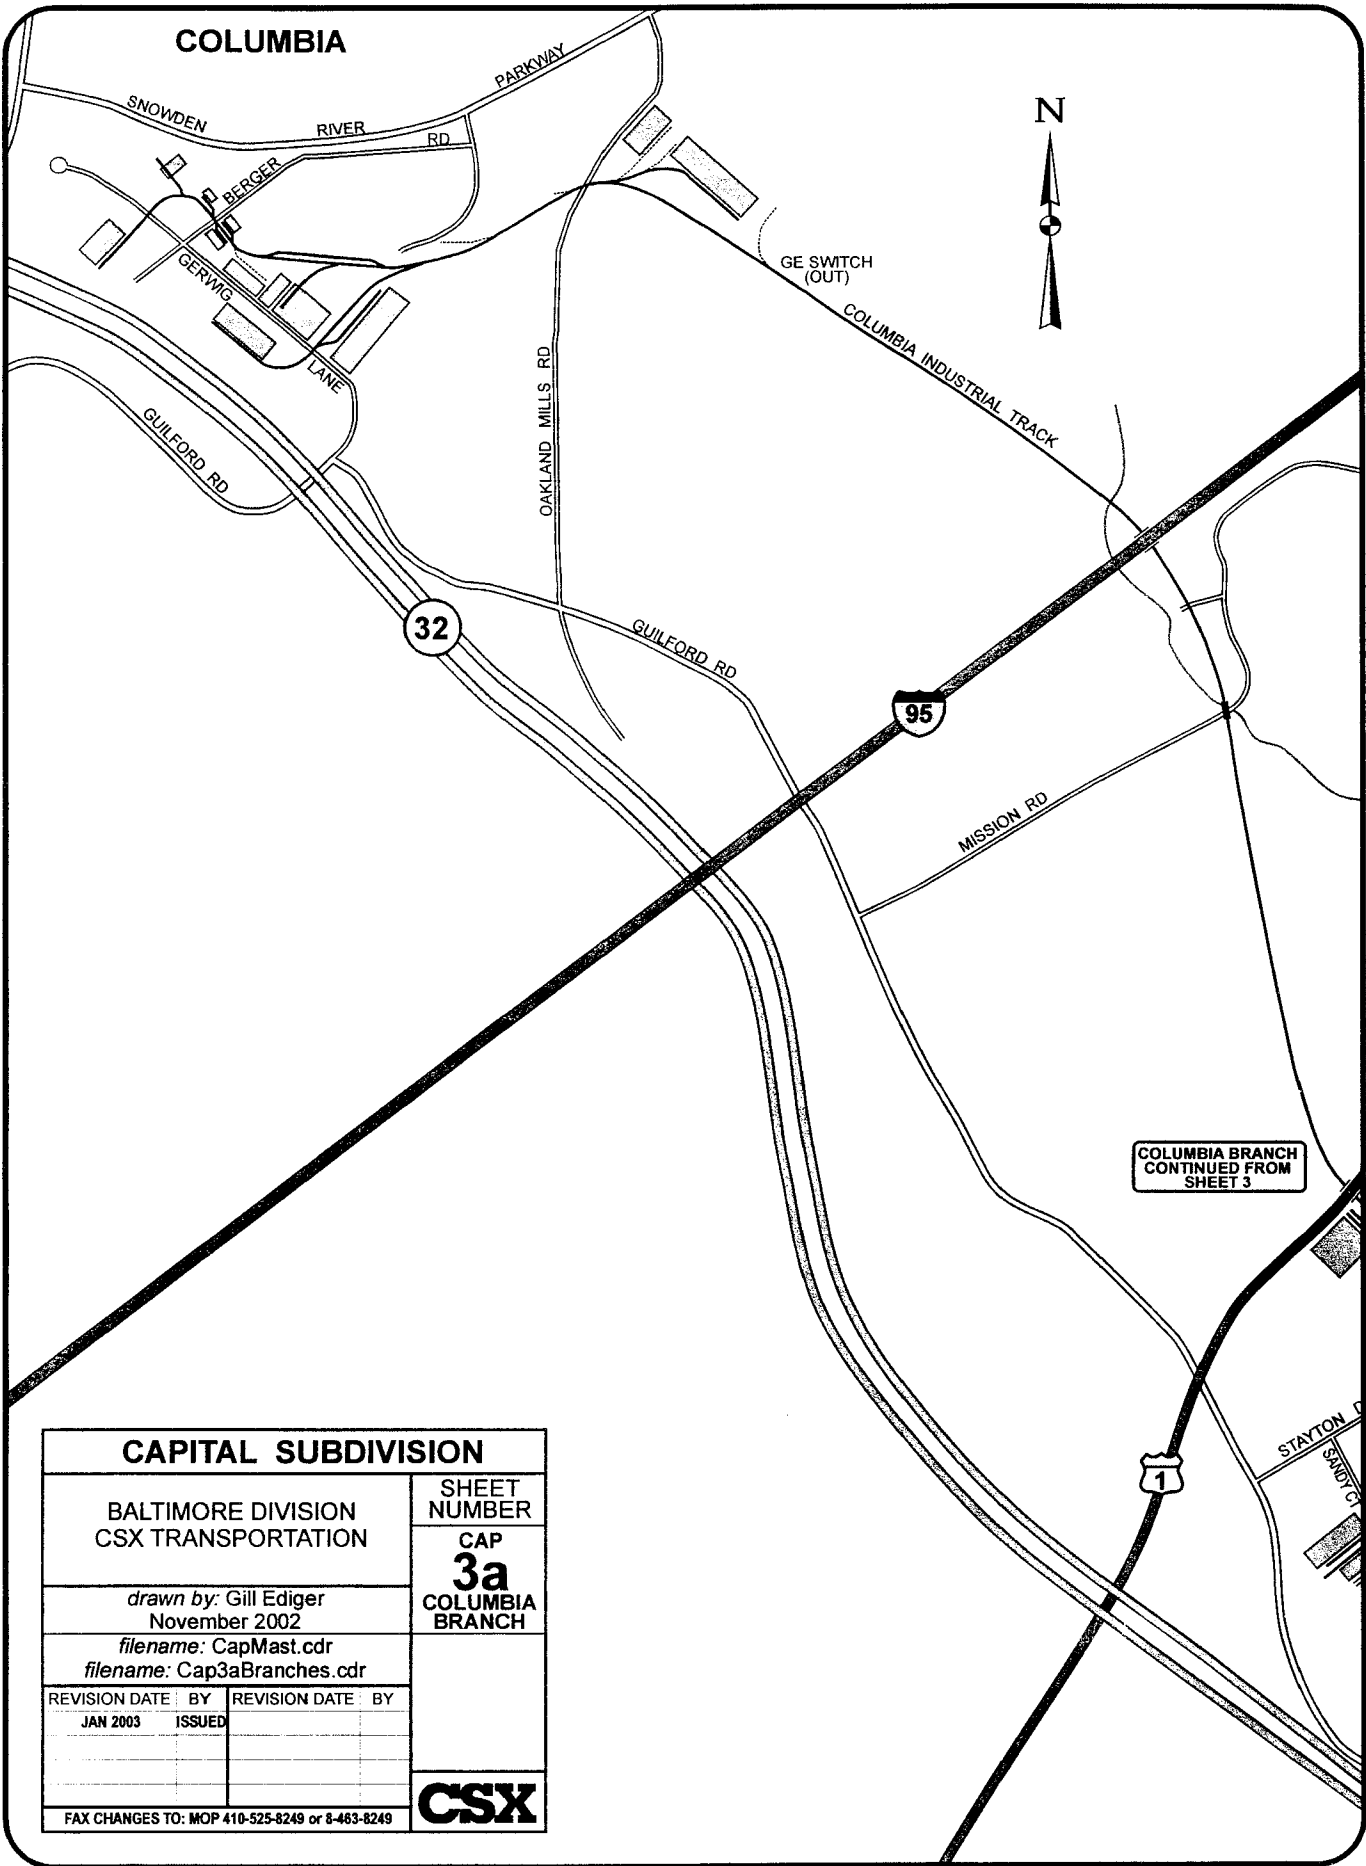 COLUMBIA
SNOWDEN RIVER PARKWAY
BERGER RD
N
GE SWITCH
(OUT)
GERWIG LANE
COLUMBIA INDUSTRIAL TRACK
OAKLAND MILLS RD
GUILFORD RD
32
GUILFORD RD
95
MISSION RD
COLUMBIA BRANCH
CONTINUED FROM
SHEET 3
STAYTON
SANDY CT
1
CAPITAL SUBDIVISION
BALTIMORE DIVISION
CSX TRANSPORTATION
SHEET
NUMBER
CAP
3a
COLUMBIA
BRANCH
drawn by: Gill Ediger
November 2002
filename: CapMast.cdr
filename: Cap3aBranches.cdr
REVISION DATE BY REVISION DATE BY
JAN 2003 ISSUED
FAX CHANGES TO: MOP 410-525-8249 or 8-463-8249
CSX